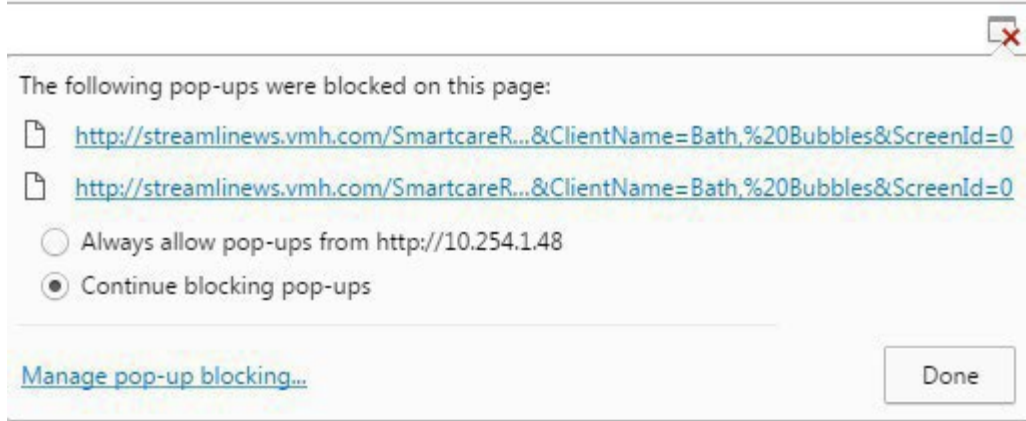 The following pop-ups were blocked on this page:
http://streamlinews.vmh.com/SmartcareR...&ClientName=Bath,%20Bubbles&ScreenId=0
http://streamlinews.vmh.com/SmartcareR...&ClientName=Bath,%20Bubbles&ScreenId=0
Always allow pop-ups from http://10.254.1.48
Continue blocking pop-ups
Manage pop-up blocking...
Done